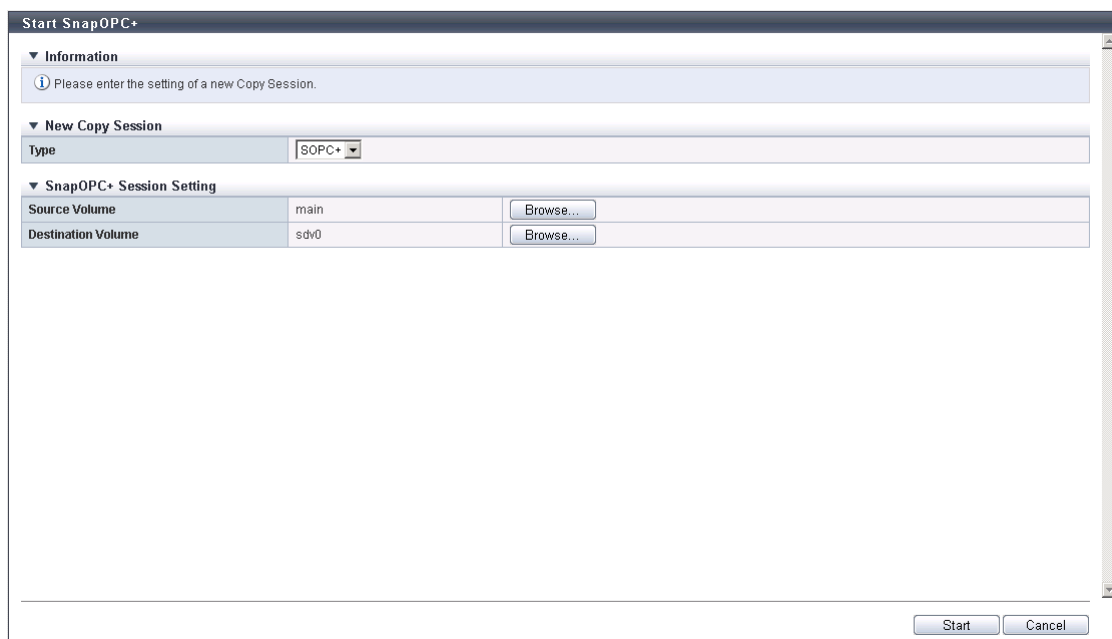 Start SnapOPC+
Information
Please enter the setting of a new Copy Session.
New Copy Session
Type SOPC+
SnapOPC+ Session Setting
Source Volume main Browse...
Destination Volume sdv0 Browse...
Start Cancel